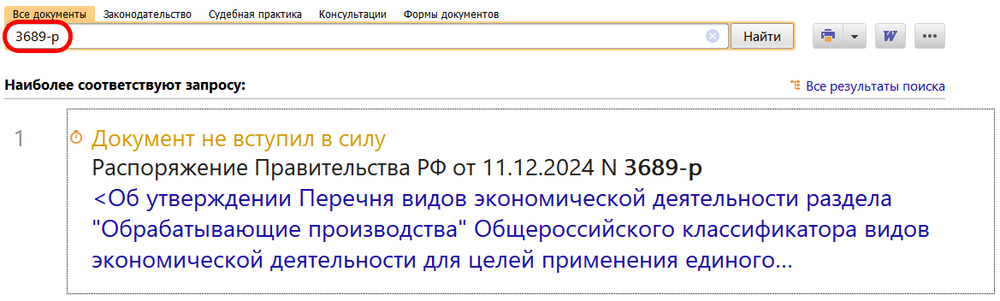 Все документы Законодательство Судебная практика Консультации Формы документов
3689-р Найти W
Наиболее соответствуют запросу: Все результаты поиска
1 Документ не вступил в силу
Распоряжение Правительства РФ от 11.12.2024 N 3689-р
<Об утверждении Перечня видов экономической деятельности раздела
"Обрабатывающие производства" Общероссийского классификатора видов
экономической деятельности для целей применения единого...